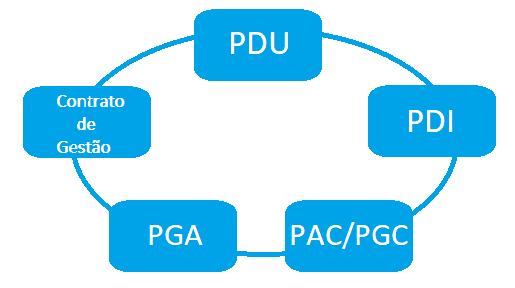 PDU
Contrato
de
Gestão
PDI
PGA
PAC/PGC